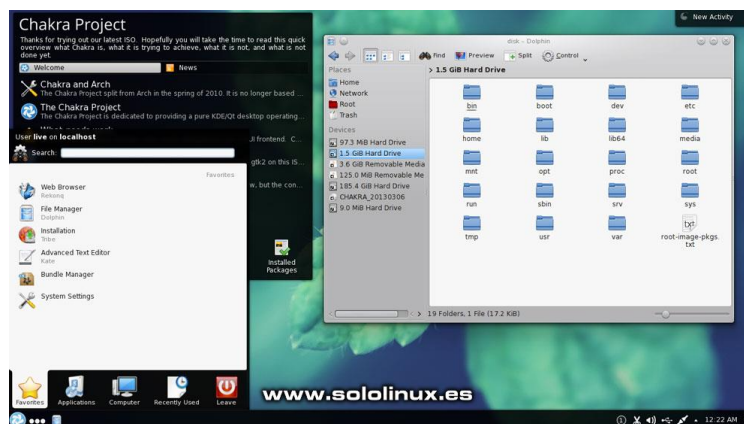 Chakra Project
Thanks for trying out our latest ISO. Hopefully you will take the time to read this quick
overview what Chakra is, what it is trying to achieve, what it is not, and what is not
done yet
Welcome
News
Chakra and Arch
The Chakra Project split from Arch in the spring of 2010. It is no longer based ...
The Chakra Project
The Chakra Project is dedicated to providing a pure KDE/Qt desktop operating...
UI frontend. C...
gtk2 on this IS...
w, but the con...
Installed
Packages
User live on localhost
Search:
Favorites
Web Browser
Rekonq
File Manager
Dolphin
Installation
Tribe
Advanced Text Editor
Kate
Bundle Manager
System Settings
Favorites
Applications
Computer
Recently Used
Leave
New Activity
disk – Dolphin
Find
Preview
Split
Control
Places
Home
Network
Root
Trash
Devices
97.3 MiB Hard Drive
1.5 GiB Hard Drive
3.6 GiB Removable Media
125.0 MiB Removable Me
185.4 GiB Hard Drive
CHAKRA_20130306
9.0 MiB Hard Drive
> 1.5 GiB Hard Drive
bin boot dev etc
home lib lib64 media
mnt opt proc root
run sbin srv sys
tmp usr var root-image-pkgs.
txt
txt
19 Folders, 1 File (17.2 KiB)
www.sololinux.es
12:22 AM